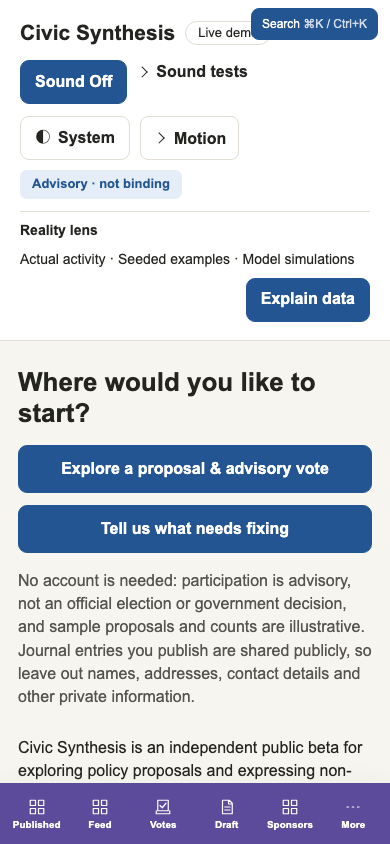 Civic Synthesis
Live dem
Search ⌘K / Ctrl+K
Sound Off
Sound tests
System
Motion
Advisory · not binding
Reality lens
Actual activity · Seeded examples · Model simulations
Explain data
Where would you like to
start?
Explore a proposal & advisory vote
Tell us what needs fixing
No account is needed: participation is advisory,
not an official election or government decision,
and sample proposals and counts are illustrative.
Journal entries you publish are shared publicly, so
leave out names, addresses, contact details and
other private information.
Civic Synthesis is an independent public beta for
exploring policy proposals and expressing non-
Published
Feed
Votes
Draft
Sponsors
More